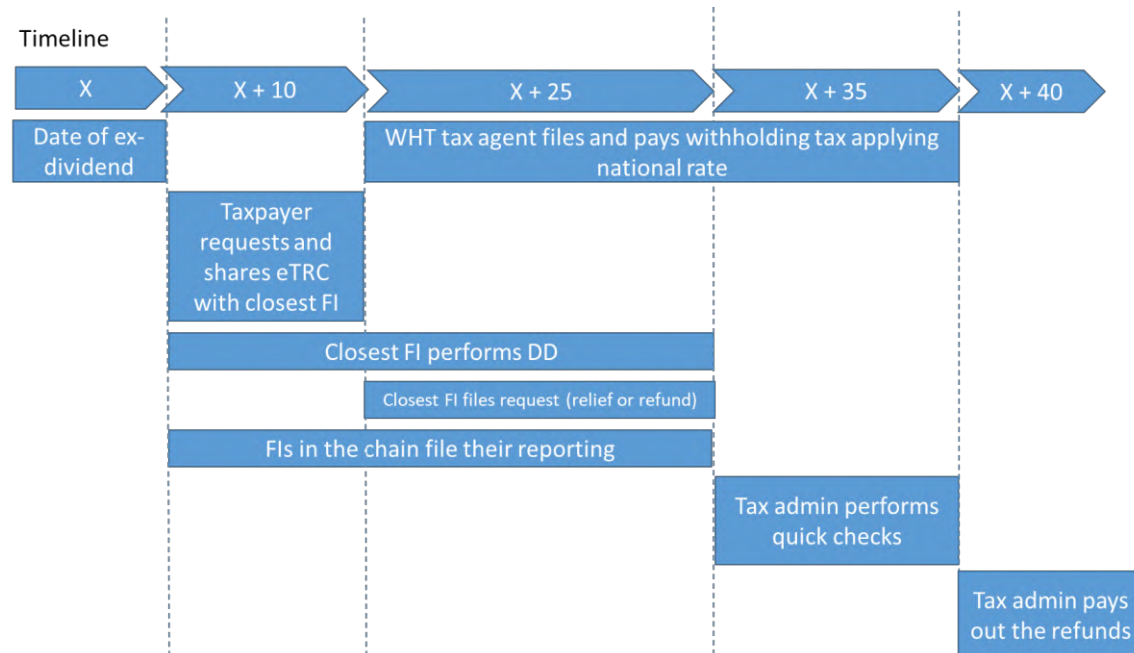 Timeline
X
X + 10
X + 25
X + 35
X + 40
Date of ex-
dividend
WHT tax agent files and pays withholding tax applying
national rate
Taxpayer
requests and
shares eTRC
with closest FI
Closest FI performs DD
Closest FI files request (relief or refund)
FIs in the chain file their reporting
Tax admin performs
quick checks
Tax admin pays
out the refunds